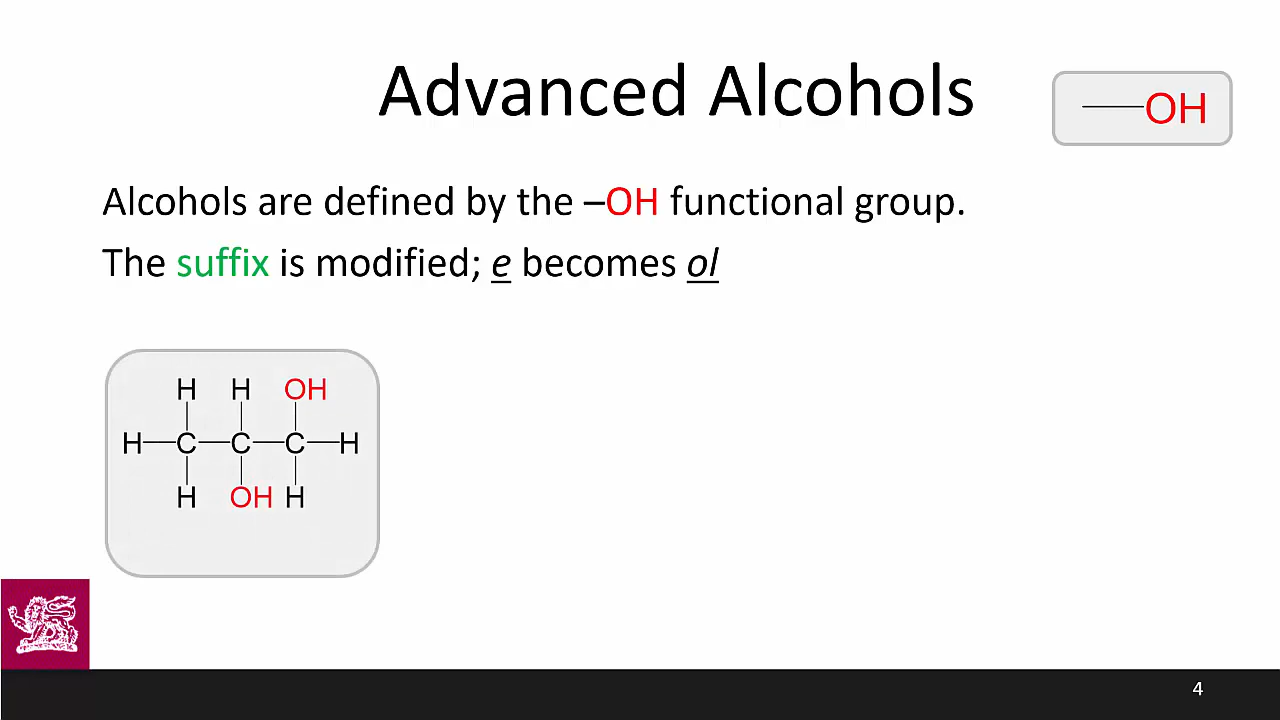 Advanced Alcohols
—OH
Alcohols are defined by the –OH functional group.
The suffix is modified; e becomes ol
H H OH
H—C—C—C—H
H OH H
4